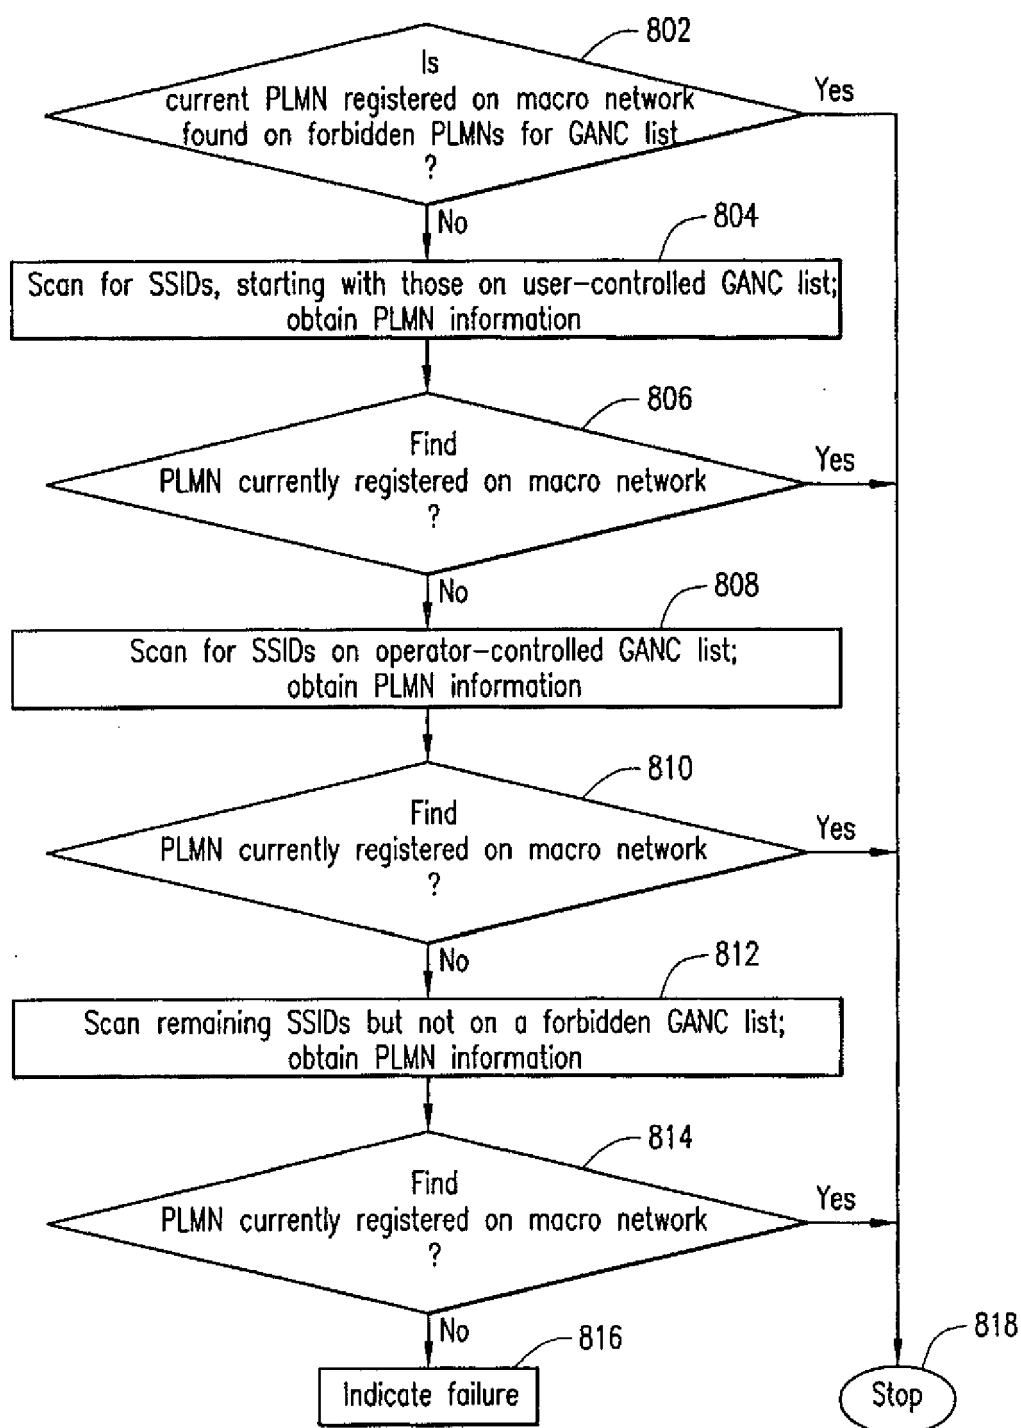 802
Is
current PLMN registered on macro network
found on forbidden PLMNs for GANC list
?
Yes
No
804
Scan for SSIDs, starting with those on user-controlled GANC list;
obtain PLMN information
806
Find
PLMN currently registered on macro network
?
Yes
No
808
Scan for SSIDs on operator-controlled GANC list;
obtain PLMN information
810
Find
PLMN currently registered on macro network
?
Yes
No
812
Scan remaining SSIDs but not on a forbidden GANC list;
obtain PLMN information
814
Find
PLMN currently registered on macro network
?
Yes
No
816
Indicate failure
818
Stop